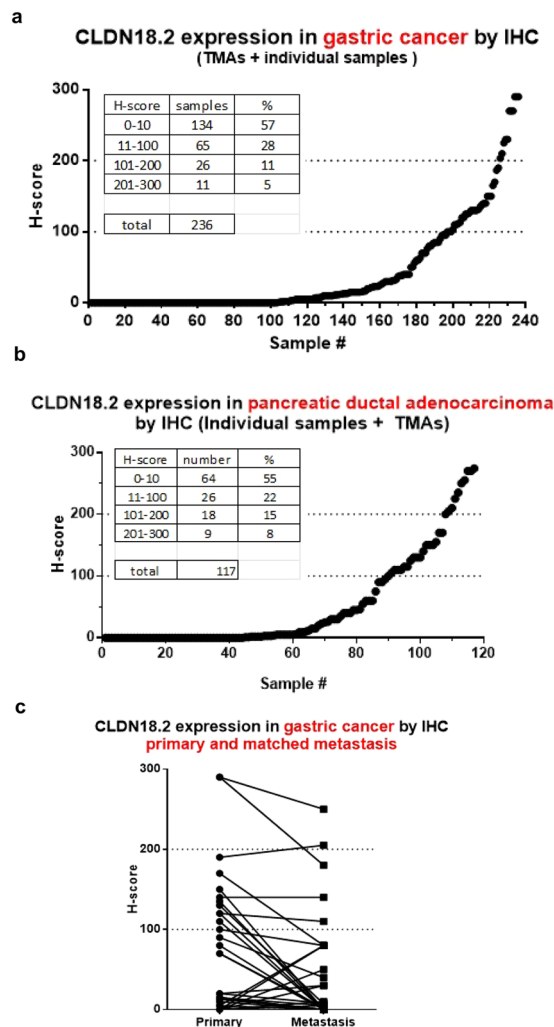 a
CLDN18.2 expression in gastric cancer by IHC
(TMAs + individual samples )
H-score samples %
0-10 134 57
11-100 65 28
101-200 26 11
201-300 11 5
total 236
H-score
300
200
100
0
0 20 40 60 80 100 120 140 160 180 200 220 240
Sample #
b
CLDN18.2 expression in pancreatic ductal adenocarcinoma
by IHC (Individual samples + TMAs)
H-score number %
0-10 64 55
11-100 26 22
101-200 18 15
201-300 9 8
total 117
H-score
300
200
100
0
0 20 40 60 80 100 120
Sample #
c
CLDN18.2 expression in gastric cancer by IHC
primary and matched metastasis
H-score
300
200
100
0
Primary Metastasis